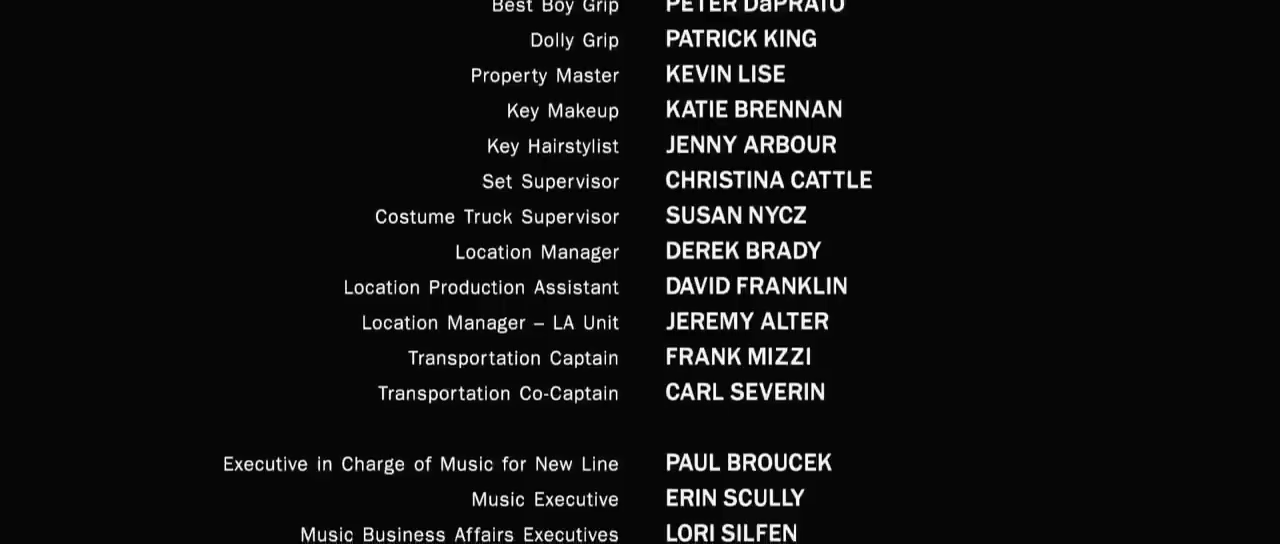 Best Boy Grip PETER DaPRATO
Dolly Grip PATRICK KING
Property Master KEVIN LISE
Key Makeup KATIE BRENNAN
Key Hairstylist JENNY ARBOUR
Set Supervisor CHRISTINA CATTLE
Costume Truck Supervisor SUSAN NYCZ
Location Manager DEREK BRADY
Location Production Assistant DAVID FRANKLIN
Location Manager – LA Unit JEREMY ALTER
Transportation Captain FRANK MIZZI
Transportation Co-Captain CARL SEVERIN
Executive in Charge of Music for New Line PAUL BROUCEK
Music Executive ERIN SCULLY
Music Business Affairs Executives LORI SILFEN